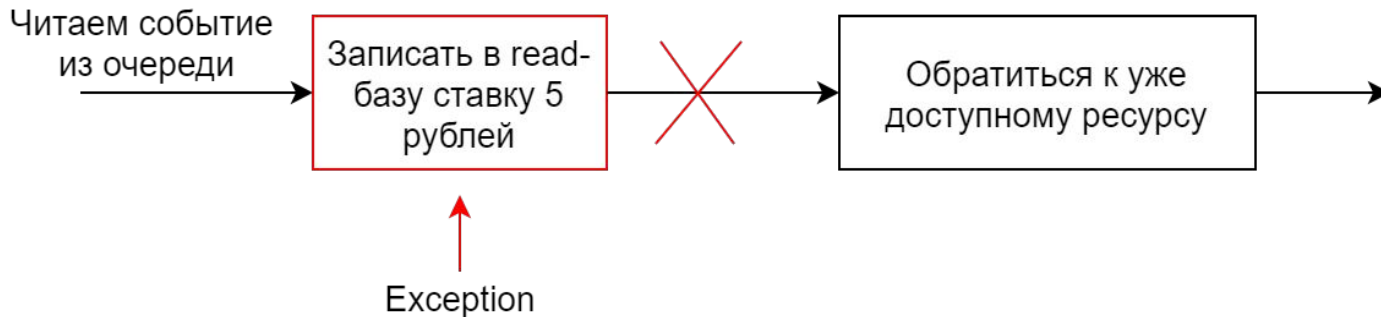 Читаем событие
из очереди
Записать в read-
базу ставку 5
рублей
Обратиться к уже
доступному ресурсу
Exception